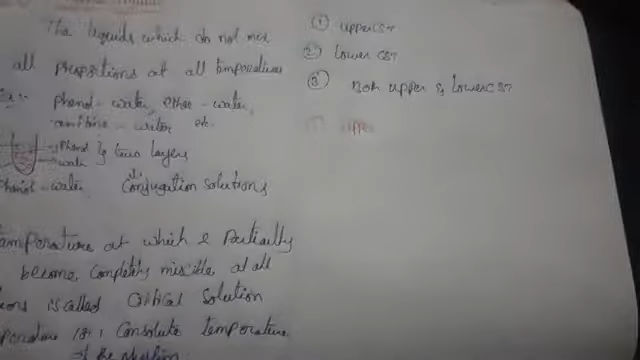 The liquids which do not mix
all proportions at all temperatures
Ex:- phenol-water, ether-water,
aniline-water etc.
Phenol } two layers
water
phenol-water Conjugation solutions
temperature at which 2 Partially
become completely miscible at all
is called Critical Solution
Consolute temperature
① upper CST
② Lower CST
③ Both upper & lower CST
① upper